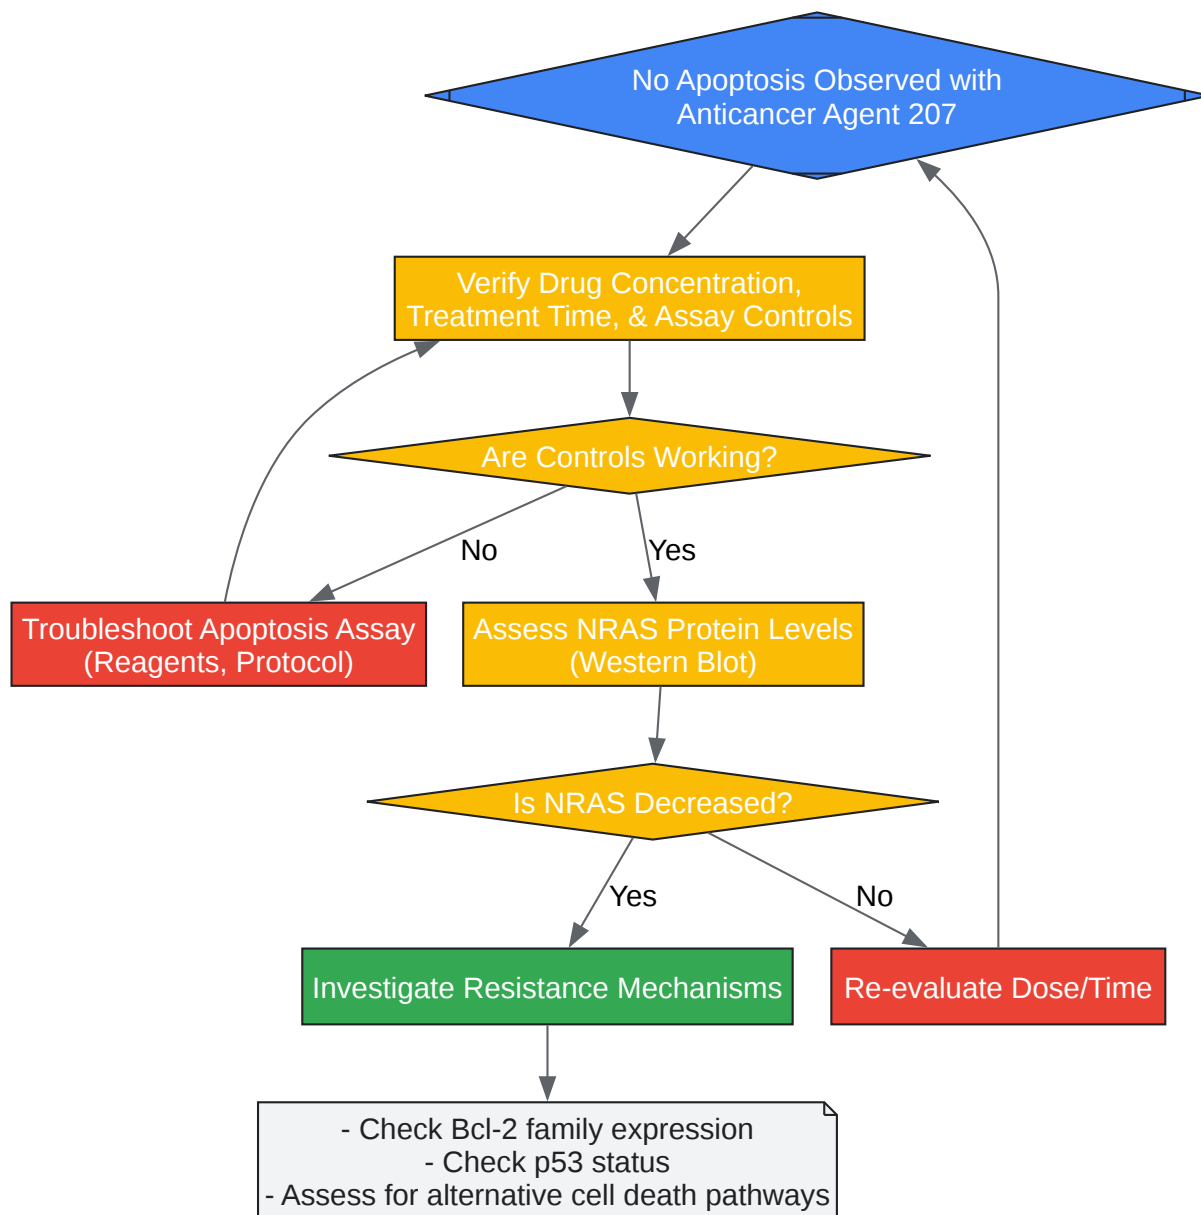 No Apoptosis Observed with
Anticancer Agent 207
Verify Drug Concentration,
Treatment Time, & Assay Controls
Are Controls Working?
No
Yes
Troubleshoot Apoptosis Assay
(Reagents, Protocol)
Assess NRAS Protein Levels
(Western Blot)
Is NRAS Decreased?
Yes
No
Investigate Resistance Mechanisms
Re-evaluate Dose/Time
- Check Bcl-2 family expression
- Check p53 status
- Assess for alternative cell death pathways